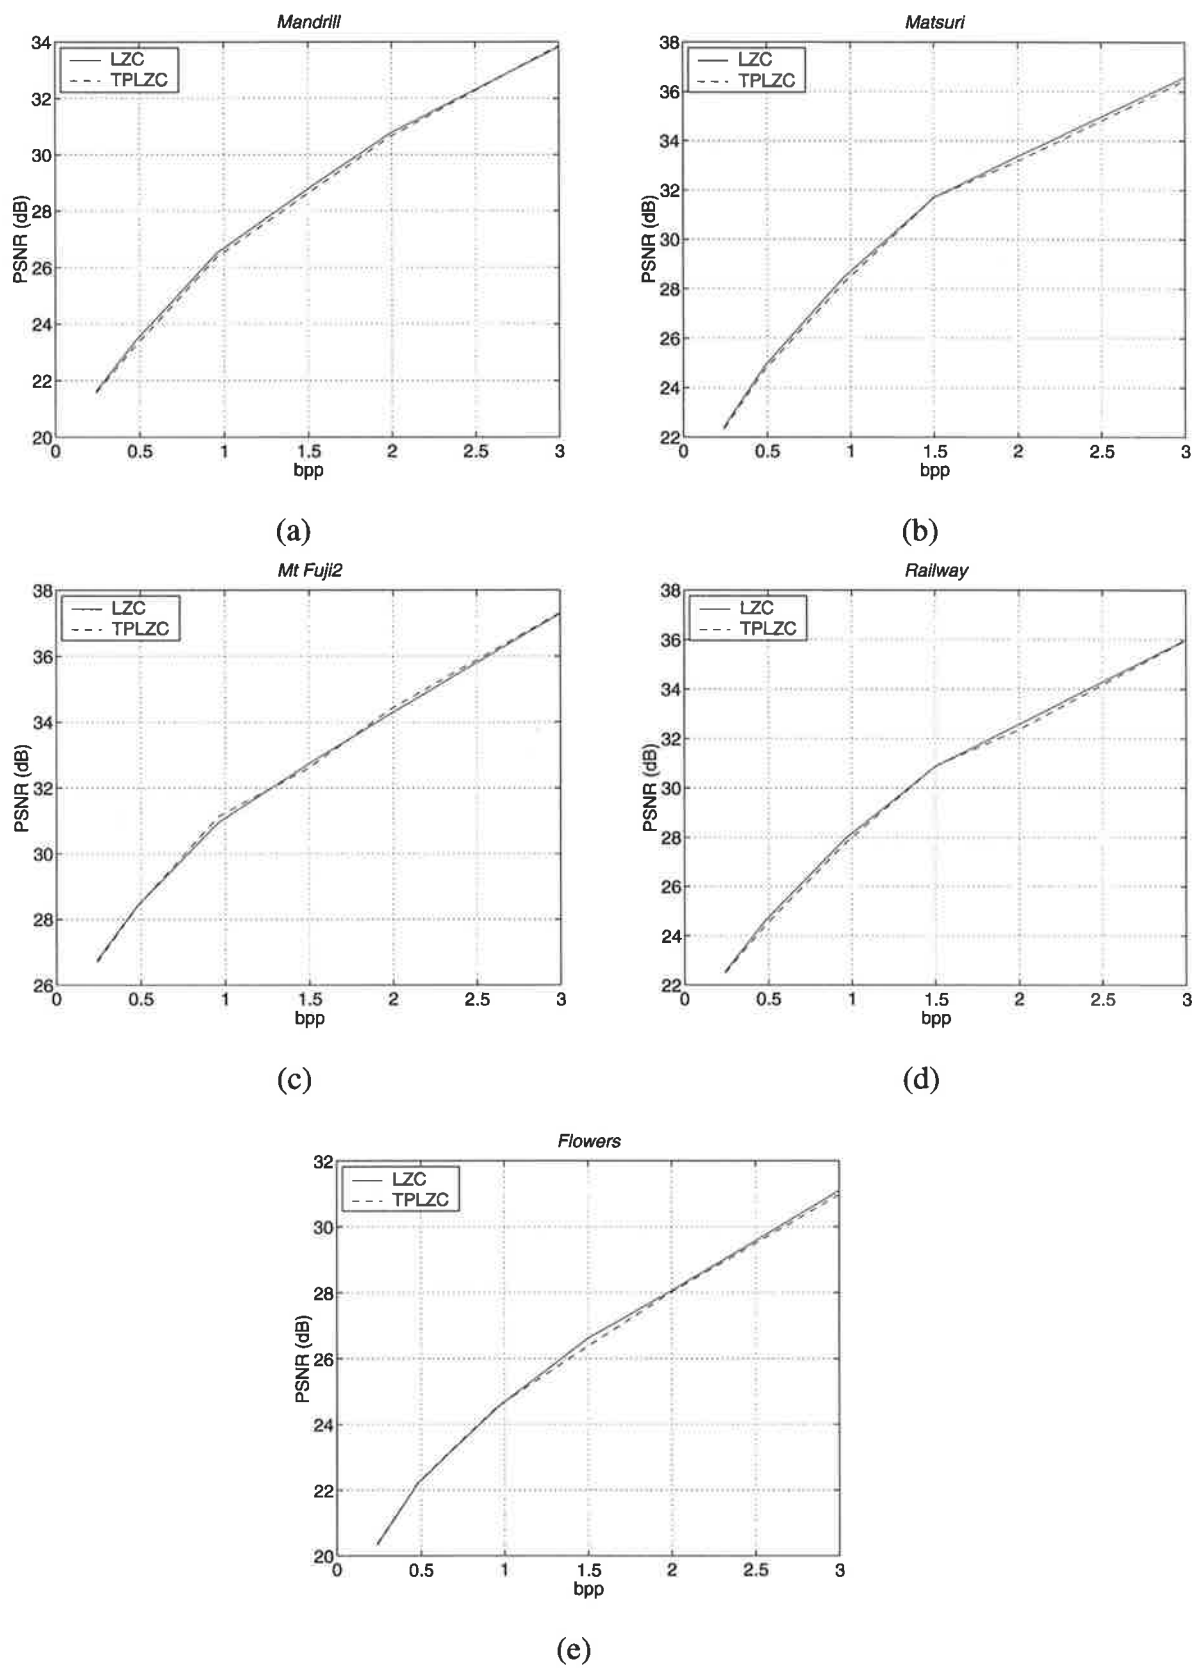 Mandrill
34
32
30
28
26
24
22
20
PSNR (dB)
LZC
TPLZC
0 0.5 1 1.5 2 2.5 3
bpp
(a)
Matsuri
38
36
34
32
30
28
26
24
22
PSNR (dB)
LZC
TPLZC
0 0.5 1 1.5 2 2.5 3
bpp
(b)
Mt Fuji2
38
36
34
32
30
28
26
PSNR (dB)
LZC
TPLZC
0 0.5 1 1.5 2 2.5 3
bpp
(c)
Railway
38
36
34
32
30
28
26
24
22
PSNR (dB)
LZC
TPLZC
0 0.5 1 1.5 2 2.5 3
bpp
(d)
Flowers
32
30
28
26
24
22
20
PSNR (dB)
LZC
TPLZC
0 0.5 1 1.5 2 2.5 3
bpp
(e)